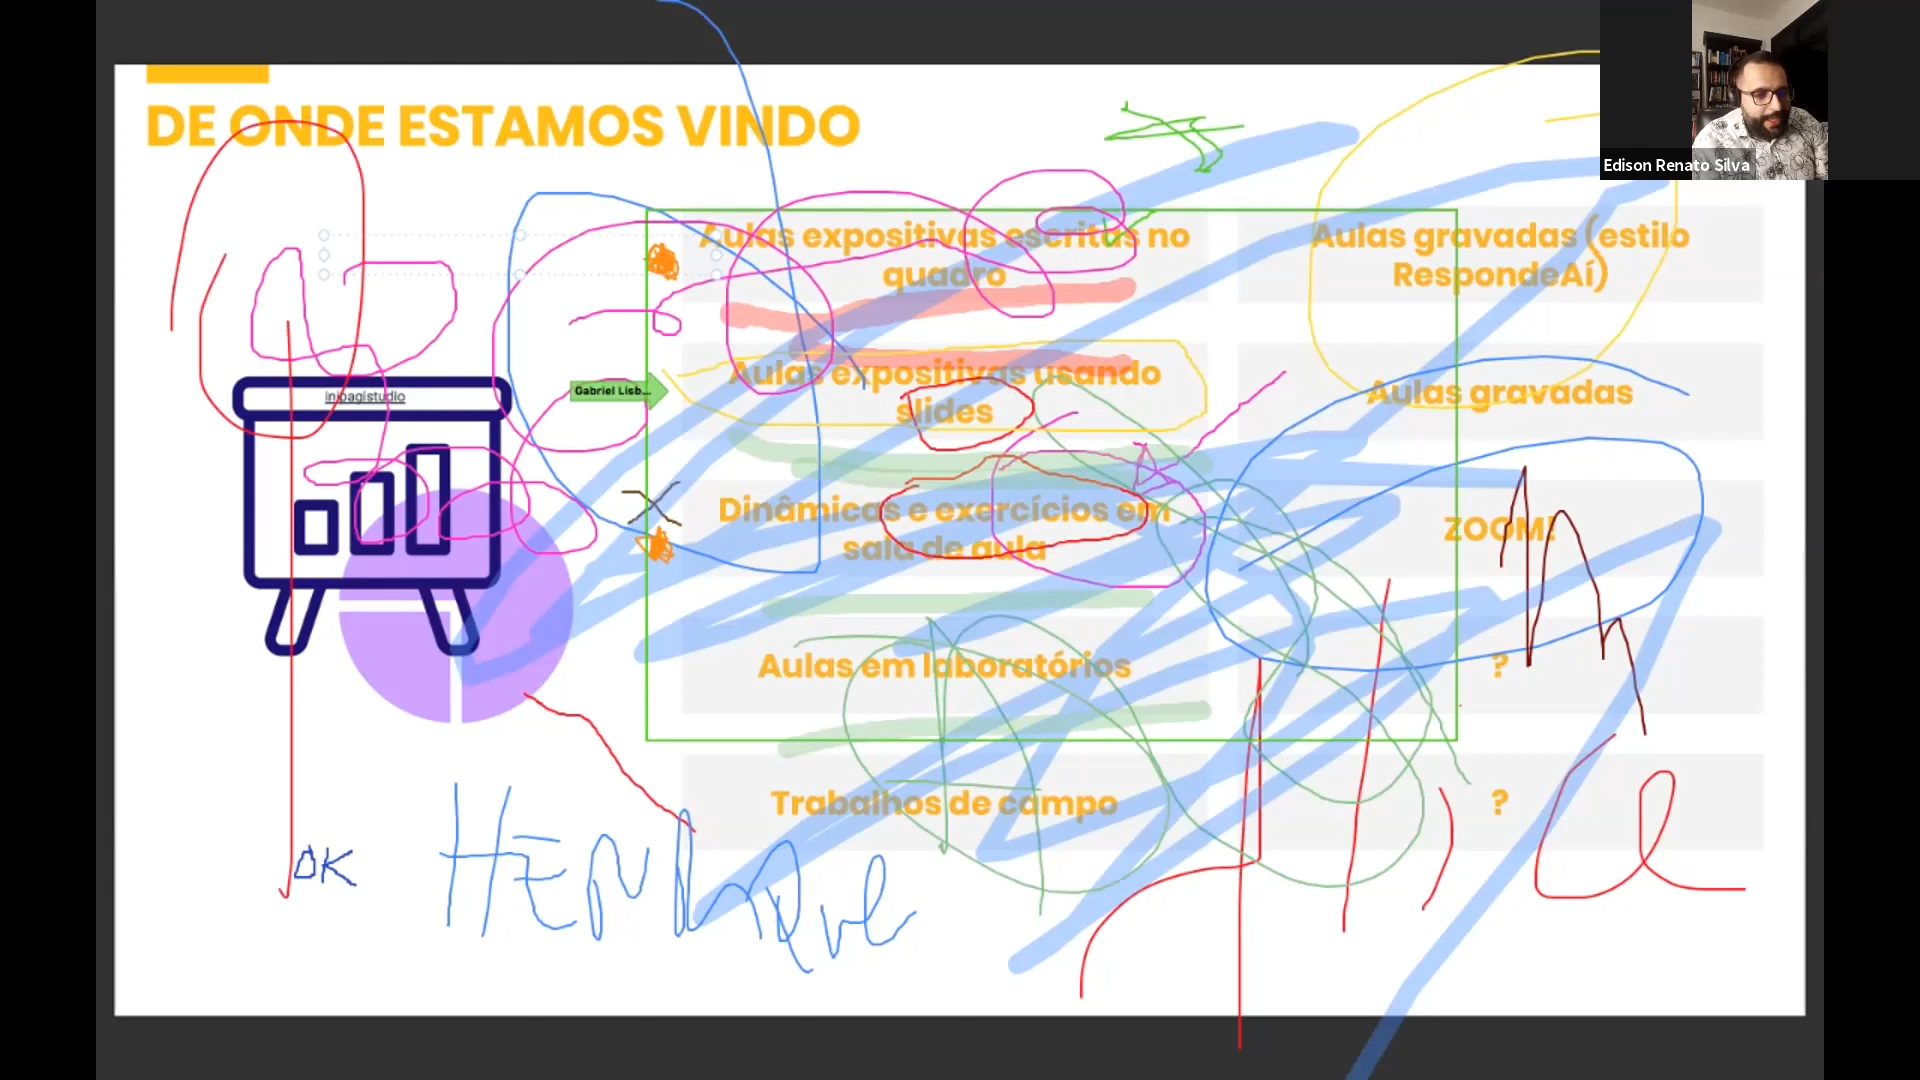 DE ONDE ESTAMOS VINDO
Edison Renato Silva
Aulas expositivas escritas no
quadro
Aulas gravadas (estilo
RespondeAí)
Gabriel Lisb...
inipagistudio
Aulas expositivas usando
slides
Aulas gravadas
Dinâmicas e exercícios em
sala de aula
ZOOM!
Aulas em laboratórios
?
Trabalhos de campo
?
OK
HENRIQUE